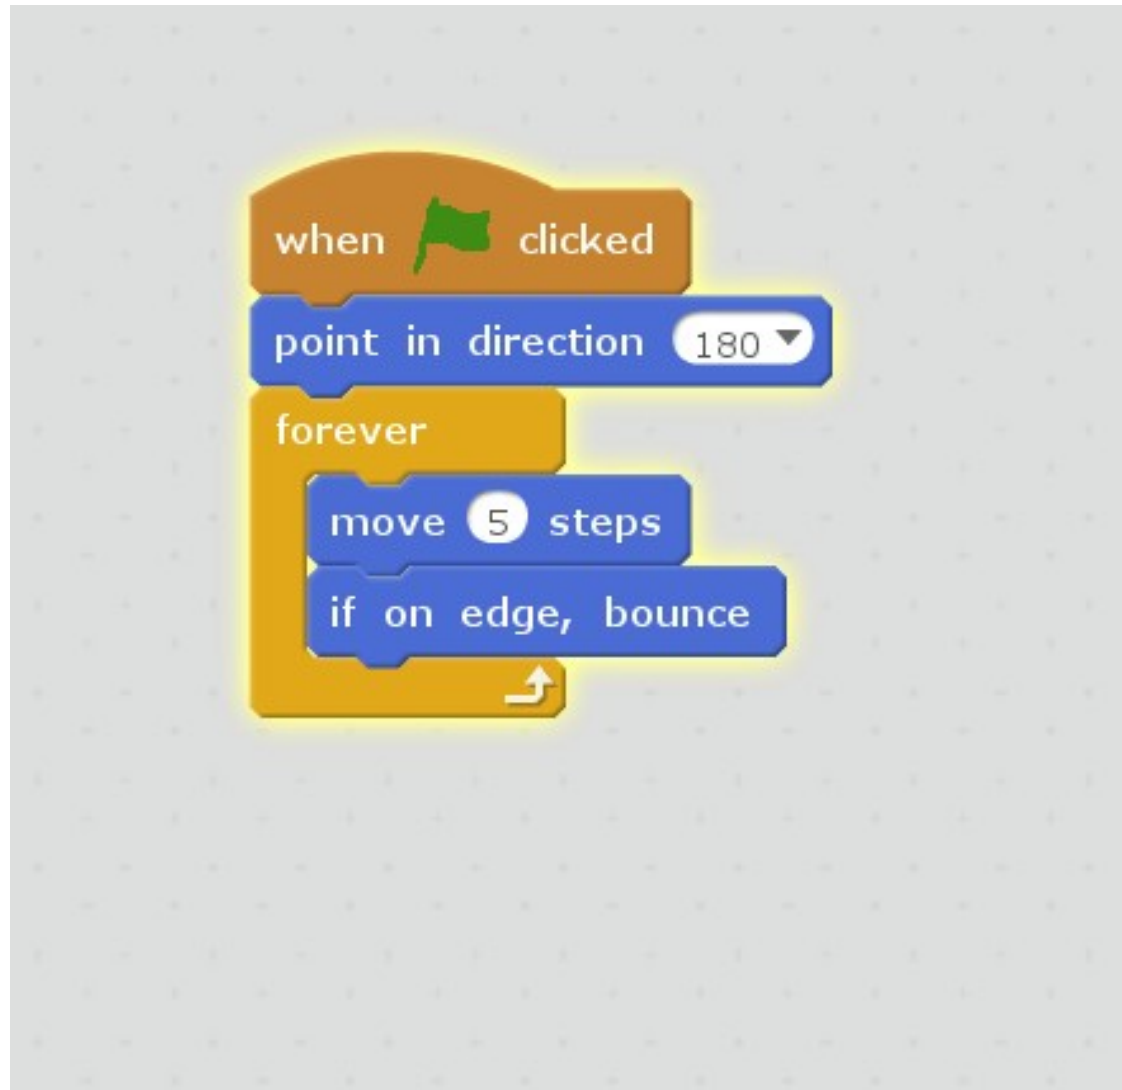 when clicked
point in direction 180
forever
move 5 steps
if on edge, bounce